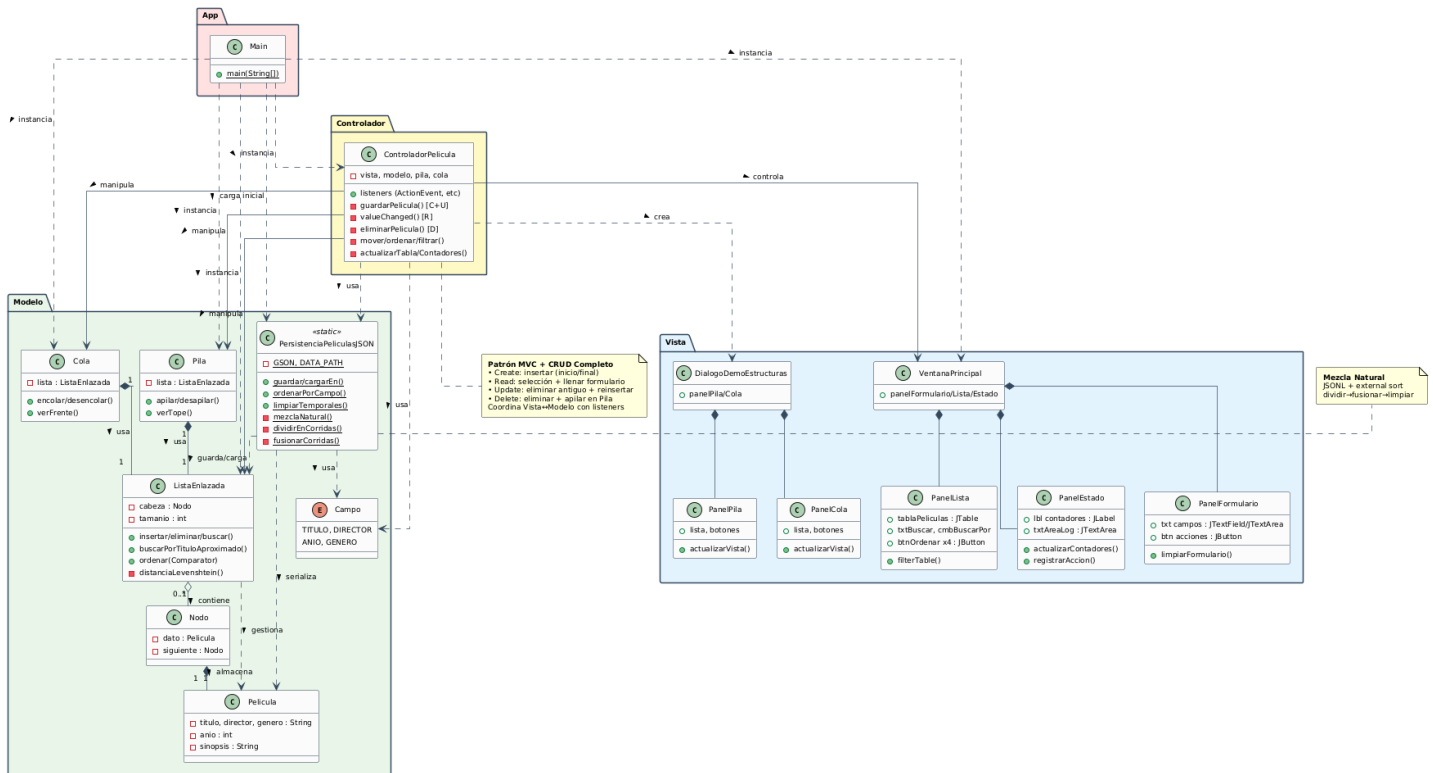 App
C Main
main(String[])
instancia
instancia
instancia
carga inicial
instancia
instancia
Controlador
C ControladorPelicula
vista, modelo, pila, cola
listeners (ActionEvent, etc)
guardarPelicula() [C+U]
valueChanged() [R]
eliminarPelicula() [D]
mover/ordenar/filtrar()
actualizarTabla/Contadores()
manipula
manipula
manipula
controla
crea
usa
usa
Modelo
C Cola
lista : ListaEnlazada
encolar/desencolar()
verFrente()
C Pila
lista : ListaEnlazada
apilar/desapilar()
verTope()
«static»
C PersistenciaPeliculasJSON
GSON, DATA_PATH
guardar/cargarEn()
ordenarPorCampo()
limpiarTemporales()
mezclaNatural()
dividirEnCorridas()
fusionarCorridas()
1
usa
1
1
usa
1
guarda/carga
usa
serializa
C ListaEnlazada
cabeza : Nodo
tamanio : int
insertar/eliminar/buscar()
buscarPorTituloAproximado()
ordenar(Comparator)
distanciaLevenshtein()
E Campo
TITULO, DIRECTOR
ANIO, GENERO
contiene
gestiona
C Nodo
dato : Pelicula
siguiente : Nodo
1
1
almacena
C Pelicula
titulo, director, genero : String
anio : int
sinopsis : String
Patrón MVC + CRUD Completo
• Create: insertar (inicio/final)
• Read: selección + llenar formulario
• Update: eliminar antiguo + reinsertar
• Delete: eliminar + apilar en Pila
Coordina Vista↔Modelo con listeners
Vista
C DialogoDemoEstructuras
panelPila/Cola
C VentanaPrincipal
panelFormulario/Lista/Estado
C PanelPila
lista, botones
actualizarVista()
C PanelCola
lista, botones
actualizarVista()
C PanelLista
tablaPeliculas : JTable
txtBuscar, cmbBuscarPor
btnOrdenar x4 : JButton
filterTable()
C PanelEstado
lbl contadores : JLabel
txtAreaLog : JTextArea
actualizarContadores()
registrarAccion()
C PanelFormulario
txt campos : JTextField/JTextArea
btn acciones : JButton
limpiarFormulario()
Mezcla Natural
JSONL + external sort
dividir→fusionar→limpiar